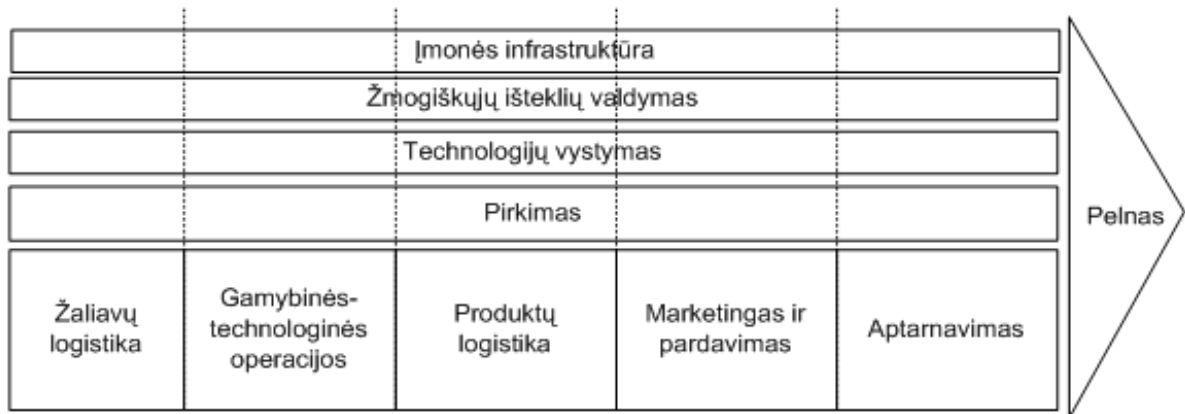 Įmonės infrastruktūra
Žmogiškųjų išteklių valdymas
Technologijų vystymas
Pirkimas
Pelnas
Žaliavų
logistika
Gamybinės-
technologinės
operacijos
Produktų
logistika
Marketingas ir
pardavimas
Aptarnavimas